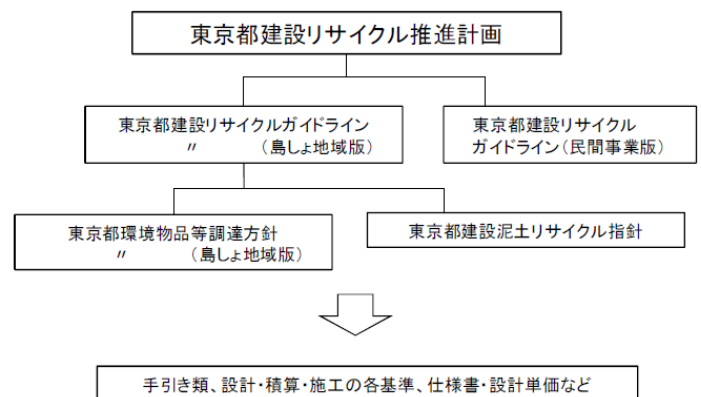 東京都建設リサイクル推進計画
東京都建設リサイクルガイドライン
〃 （島しょ地域版）
東京都建設リサイクル
ガイドライン（民間事業版）
東京都環境物品等調達方針
〃 （島しょ地域版）
東京都建設泥土リサイクル指針
手引き類、設計・積算・施工の各基準、仕様書・設計単価など